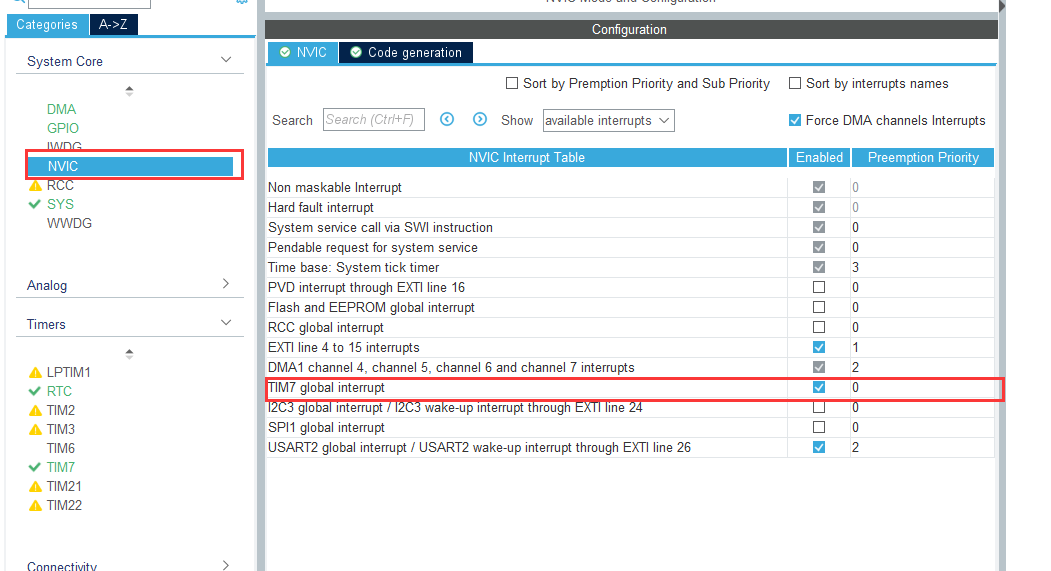 NVIC Mode and Configuration
Categories
A->Z
System Core
DMA
GPIO
IWDG
NVIC
RCC
SYS
WWDG
Analog
Timers
LPTIM1
RTC
TIM2
TIM3
TIM6
TIM7
TIM21
TIM22
Connectivity
Configuration
NVIC
Code generation
Sort by Premption Priority and Sub Priority
Sort by interrupts names
Search
Search (Ctrl+F)
Show
available interrupts
Force DMA channels Interrupts
NVIC Interrupt Table Enabled Preemption Priority
Non maskable Interrupt 0
Hard fault interrupt 0
System service call via SWI instruction 0
Pendable request for system service 0
Time base: System tick timer 3
PVD interrupt through EXTI line 16 0
Flash and EEPROM global interrupt 0
RCC global interrupt 0
EXTI line 4 to 15 interrupts 1
DMA1 channel 4, channel 5, channel 6 and channel 7 interrupts 2
TIM7 global interrupt 0
I2C3 global interrupt / I2C3 wake-up interrupt through EXTI line 24 0
SPI1 global interrupt 0
USART2 global interrupt / USART2 wake-up interrupt through EXTI line 26 2